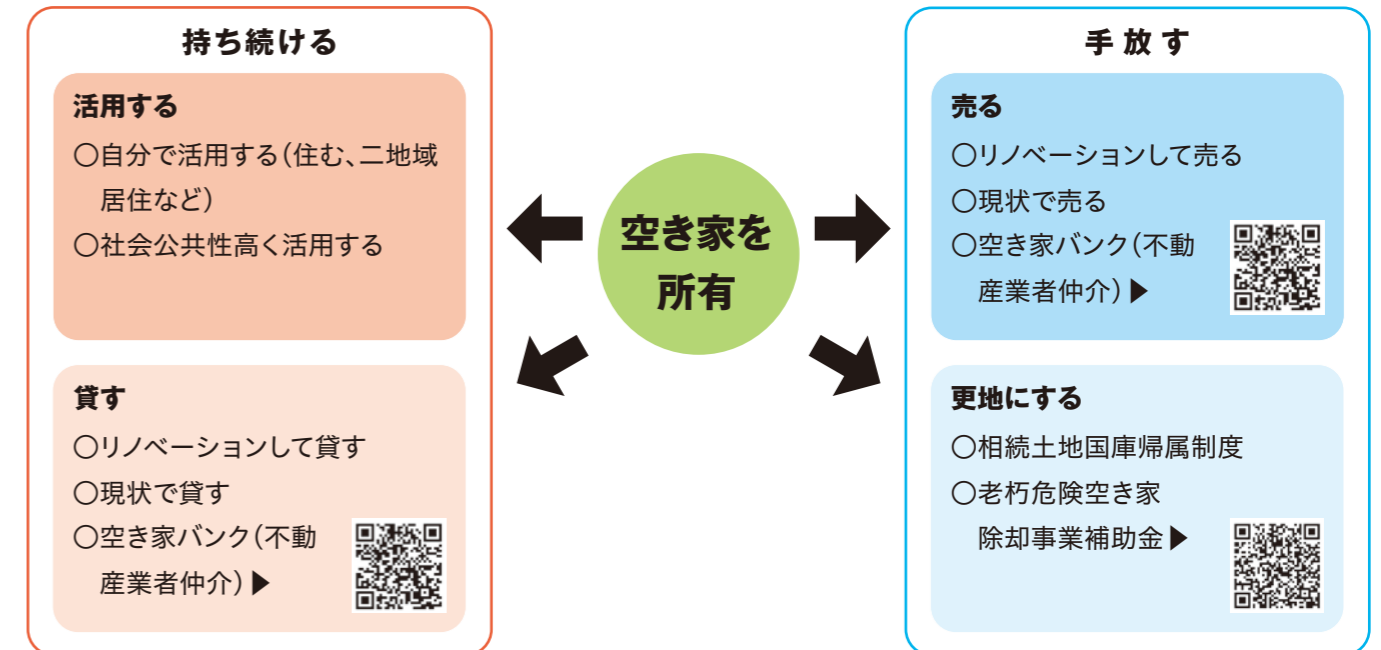 持ち続ける
活用する
〇自分で活用する(住む、二地域
居住など)
〇社会公共性高く活用する
貸す
〇リノベーションして貸す
〇現状で貸す
〇空き家バンク(不動
産業者仲介)▶
空き家を
所有
手放す
売る
〇リノベーションして売る
〇現状で売る
〇空き家バンク(不動
産業者仲介)▶
更地にする
〇相続土地国庫帰属制度
〇老朽危険空き家
除却事業補助金▶